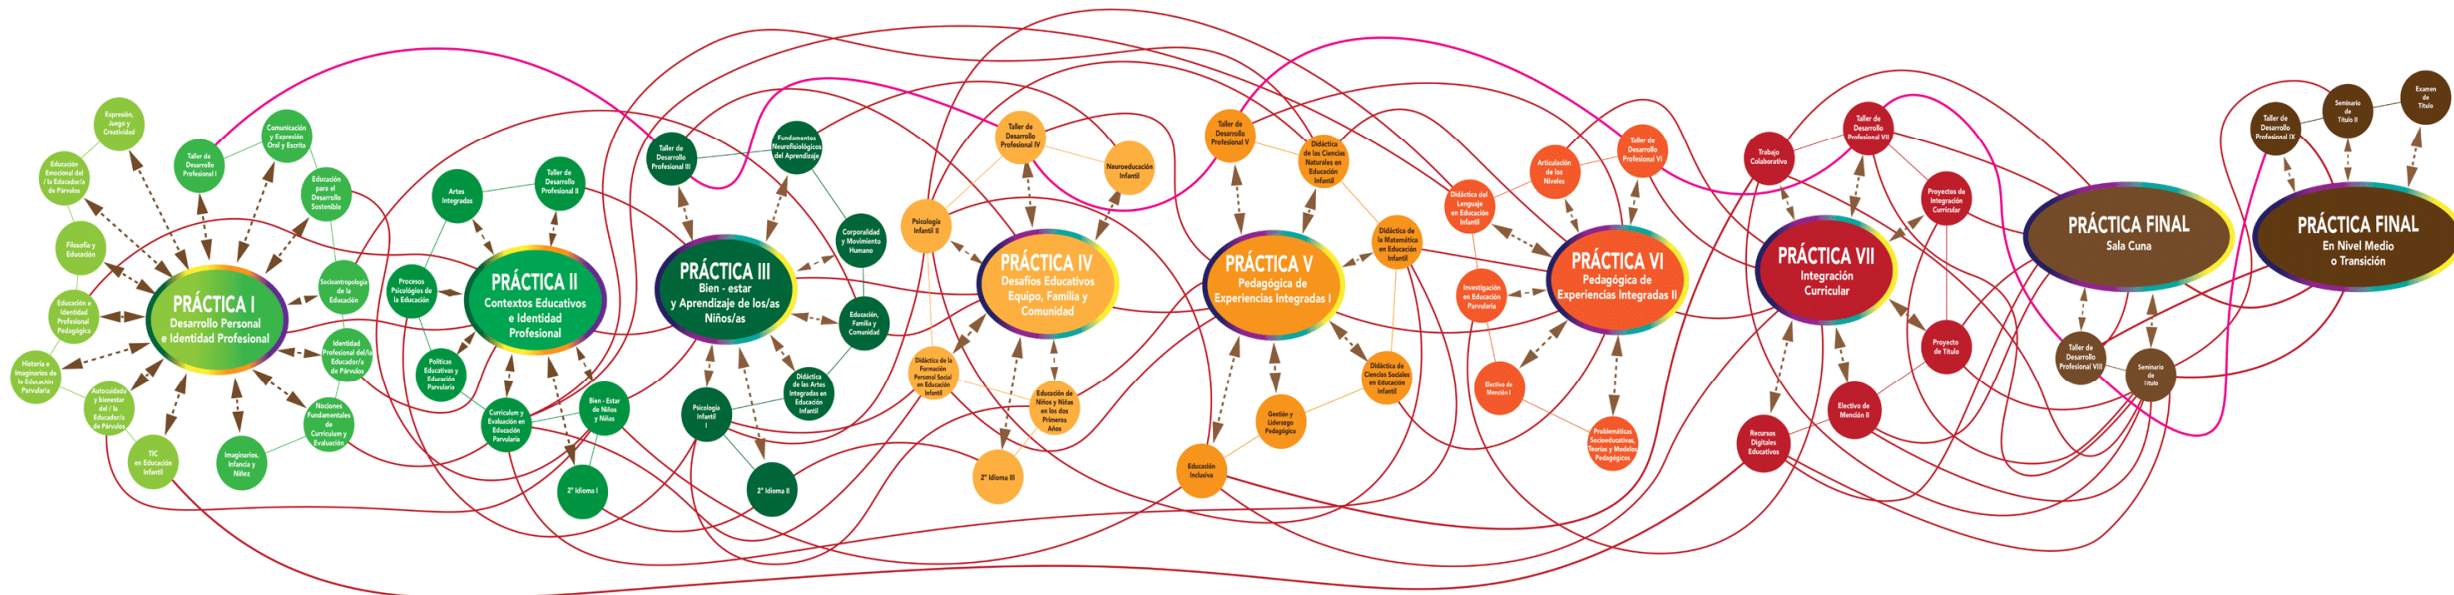 Expresión,
Juego y
Creatividad
Educación
Emocional del
/ la Educador/a
de Párvulos
Filosofía y
Educación
Educación e
Identidad
Profesional
Pedagógica
Historia e
Imaginarios de
la Educación
Parvularia
Autocuidado
y bienestar
del / la
Educador/a
de Párvulos
TIC
en Educación
Infantil
Taller de
Desarrollo
Profesional I
Comunicación
y Expresión
Oral y Escrita
Educación
para el
Desarrollo
Sostenible
Socioantropología
de la
Educación
Identidad
Profesional del/la
Educador/a
de Párvulos
Nociones
Fundamentales
de
Curriculum y
Evaluación
Imaginarios,
Infancia y
Niñez
PRÁCTICA I
Desarrollo Personal
e Identidad Profesional
Artes
Integradas
Taller de
Desarrollo
Profesional II
Procesos
Psicológicos de
la Educación
Políticas
Educativas y
Educación
Parvularia
Curriculum y
Evaluación en
Educación
Parvularia
Bien - Estar
de Niños
y Niñas
2° Idioma I
PRÁCTICA II
Contextos Educativos
e Identidad
Profesional
Taller de
Desarrollo
Profesional III
Fundamentos
Neurofisiológicos
del Aprendizaje
Corporalidad
y Movimiento
Humano
Educación,
Familia y
Comunidad
Didáctica
de las Artes
Integradas en
Educación
Infantil
Psicología
Infantil
I
2° Idioma II
PRÁCTICA III
Bien - estar
y Aprendizaje de los/as
Niños/as
Taller de
Desarrollo
Profesional IV
Neuroeducación
Infantil
Psicología
Infantil II
Didáctica de la
Formación
Personal Social
en Educación
Infantil
Educación de
Niños y Niñas
en los dos
Primeros
Años
2° Idioma III
PRÁCTICA IV
Desafíos Educativos
Equipo, Familia y
Comunidad
Taller de
Desarrollo
Profesional V
Didáctica
de las Ciencias
Naturales en
Educación
Infantil
Didáctica de
la Matemática
en Educación
Infantil
Didáctica de
Ciencias Sociales
en Educación
Infantil
Gestión y
Liderazgo
Pedagógico
Educación
Inclusiva
PRÁCTICA V
Pedagógica de
Experiencias Integradas I
Articulación
de los
Niveles
Taller de
Desarrollo
Profesional VI
Didáctica del
Lenguaje
en Educación
Infantil
Investigación
en Educación
Parvularia
Electivo de
Mención I
Problemáticas
Socioeducativas,
Teorías y Modelos
Pedagógicos
PRÁCTICA VI
Pedagógica de
Experiencias Integradas II
Trabajo
Colaborativo
Taller de
Desarrollo
Profesional VII
Proyectos de
Integración
Curricular
Proyecto
de Título
Electivo de
Mención II
Recursos
Digitales
Educativos
PRÁCTICA VII
Integración
Curricular
PRÁCTICA FINAL
Sala Cuna
Taller de
Desarrollo
Profesional VIII
Seminario
de
Título
Taller de
Desarrollo
Profesional IX
Seminario
de
Título II
Examen
de
Título
PRÁCTICA FINAL
En Nivel Medio
o Transición